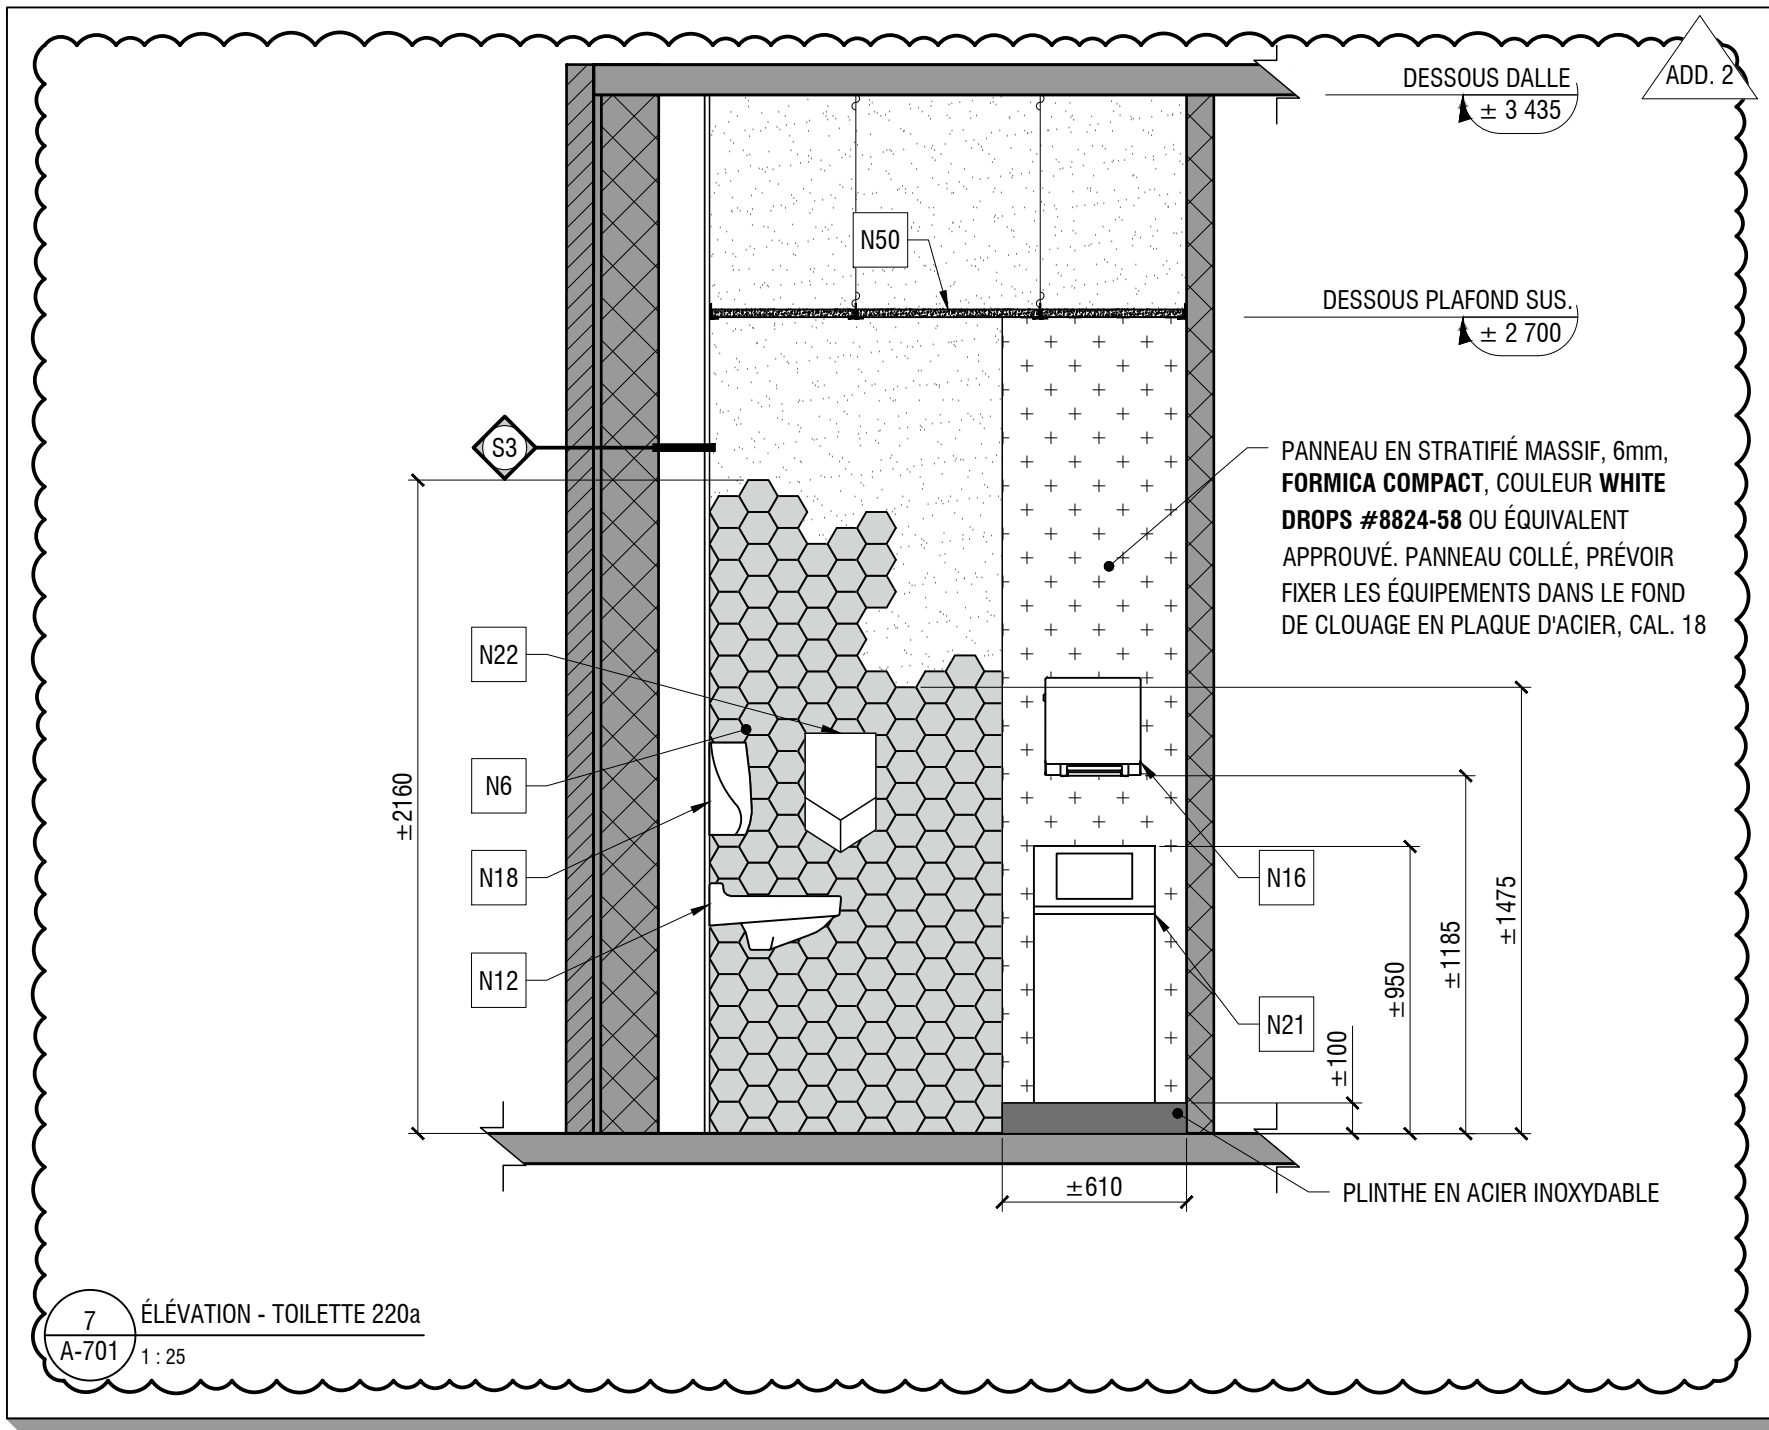 ADD. 2
DESSOUS DALLE
± 3 435
N50
DESSOUS PLAFOND SUS.
± 2 700
S3
PANNEAU EN STRATIFIÉ MASSIF, 6mm,
FORMICA COMPACT, COULEUR WHITE
DROPS #8824-58 OU ÉQUIVALENT
APPROUVÉ. PANNEAU COLLÉ, PRÉVOIR
FIXER LES ÉQUIPEMENTS DANS LE FOND
DE CLOUAGE EN PLAQUE D'ACIER, CAL. 18
N22
N6
N18
N12
±2160
N16
N21
±100
±950
±1185
±1475
±610
PLINTHE EN ACIER INOXYDABLE
7
A-701
ÉLÉVATION - TOILETTE 220a
1 : 25